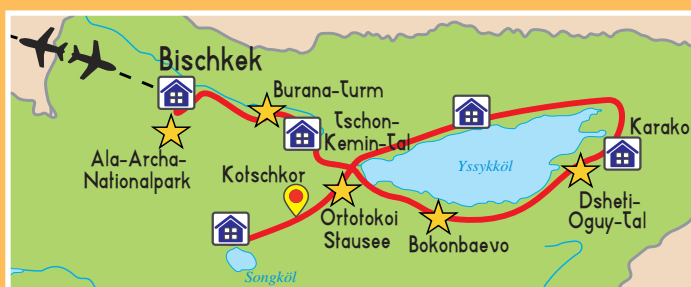 Bischkek
Burana-Turm
Tschon-
Kemin-Tal
Ala-Archa-
Nationalpark
Kotschkor
Yssykköl
Karako
Dsheti-
Oguy-Tal
Ortotokoi
Stausee
Bokonbaevo
Songköl